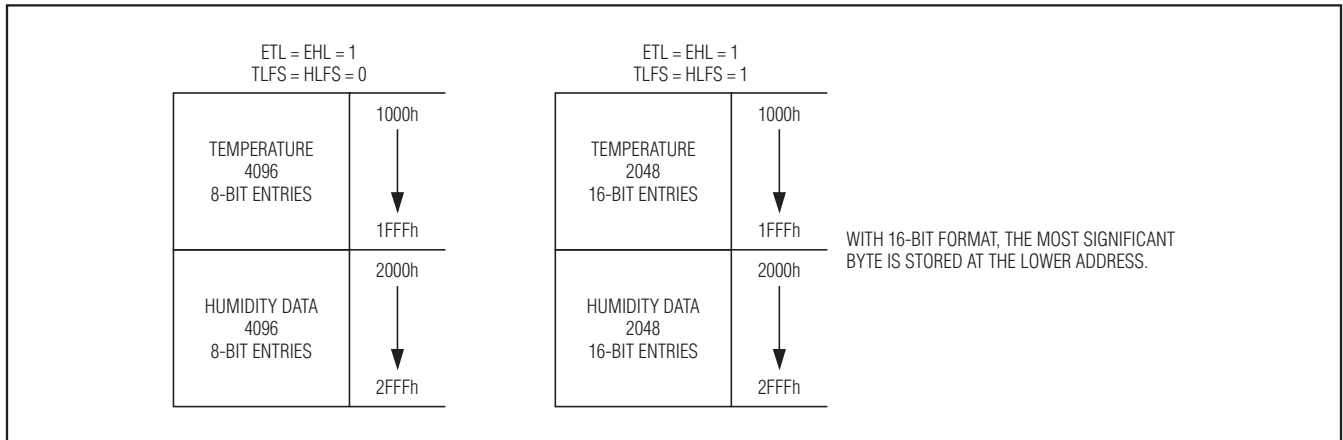 ETL = EHL = 1
TLFS = HLFS = 0
1000h
TEMPERATURE
4096
8-BIT ENTRIES
1FFFh
2000h
HUMIDITY DATA
4096
8-BIT ENTRIES
2FFFh
ETL = EHL = 1
TLFS = HLFS = 1
1000h
TEMPERATURE
2048
16-BIT ENTRIES
1FFFh
2000h
HUMIDITY DATA
2048
16-BIT ENTRIES
2FFFh
WITH 16-BIT FORMAT, THE MOST SIGNIFICANT
BYTE IS STORED AT THE LOWER ADDRESS.